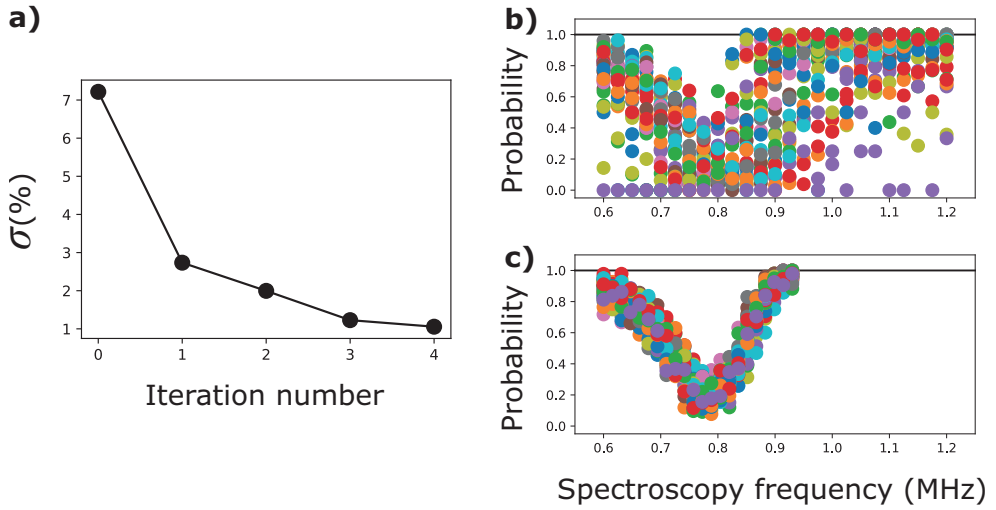 a)
σ(%)
7
6
5
4
3
2
1
0 1 2 3 4
Iteration number
b)
Probability
1.0
0.8
0.6
0.4
0.2
0.0
0.6 0.7 0.8 0.9 1.0 1.1 1.2
c)
Probability
1.0
0.8
0.6
0.4
0.2
0.0
0.6 0.7 0.8 0.9 1.0 1.1 1.2
Spectroscopy frequency (MHz)